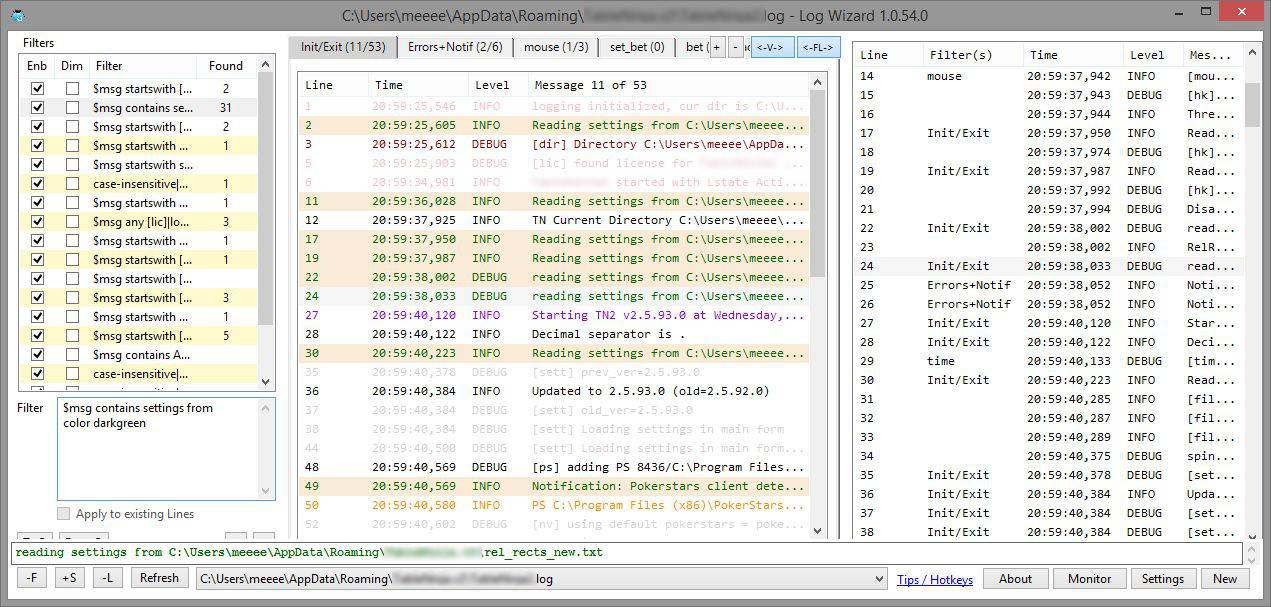 C:\Users\meeee\AppData\Roaming\ .log - Log Wizard 1.0.54.0
Filters
Enb Dim Filter Found
$msg startswith [... 2
$msg contains se... 31
$msg startswith [... 2
$msg startswith ... 1
$msg startswith s...
case-insensitive|... 1
$msg startswith ... 1
$msg any [lic]|lo... 3
$msg startswith ... 1
$msg startswith ... 1
$msg startswith [...
$msg startswith [... 3
$msg startswith ... 1
$msg startswith [... 5
$msg contains A...
case-insensitive|...
Filter
$msg contains settings from
color darkgreen
Apply to existing Lines
Init/Exit (11/53) Errors+Notif (2/6) mouse (1/3) set_bet (0) bet ( + - <-V-> <-FL->
Line Time Level Message 11 of 53
1 20:59:25,546 INFO logging initialized, cur dir is C:\U...
2 20:59:25,605 INFO Reading settings from C:\Users\meeee...
3 20:59:25,612 DEBUG [dir] Directory C:\Users\meeee\AppDa...
5 20:59:25,903 DEBUG [lic] found license for ...
6 20:59:34,981 INFO started with Lstate Acti...
11 20:59:36,028 INFO Reading settings from C:\Users\meeee...
12 20:59:37,925 INFO TN Current Directory C:\Users\meeee\...
17 20:59:37,950 INFO Reading settings from C:\Users\meeee...
19 20:59:37,987 INFO Reading settings from C:\Users\meeee...
22 20:59:38,002 DEBUG reading settings from C:\Users\meeee...
24 20:59:38,033 DEBUG reading settings from C:\Users\meeee...
27 20:59:40,120 INFO Starting TN2 v2.5.93.0 at Wednesday,...
28 20:59:40,122 INFO Decimal separator is .
30 20:59:40,223 INFO Reading settings from C:\Users\meeee...
35 20:59:40,378 DEBUG [sett] prev_ver=2.5.93.0
36 20:59:40,384 INFO Updated to 2.5.93.0 (old=2.5.92.0)
37 20:59:40,384 DEBUG [sett] old_ver=2.5.93.0
38 20:59:40,384 DEBUG [sett] Loading settings in main form
44 20:59:40,500 DEBUG [sett] Loading settings in main form...
48 20:59:40,569 DEBUG [ps] adding PS 8436/C:\Program Files...
49 20:59:40,569 INFO Notification: Pokerstars client dete...
50 20:59:40,580 INFO PS C:\Program Files (x86)\PokerStars...
52 20:59:40,602 DEBUG [nv] using default pokerstars = poke...
Line Filter(s) Time Level Mes...
14 mouse 20:59:37,942 INFO [mou...
15 20:59:37,943 DEBUG [hk]...
16 20:59:37,944 INFO Thre...
17 Init/Exit 20:59:37,950 INFO Read...
18 20:59:37,974 DEBUG [hk]...
19 Init/Exit 20:59:37,987 INFO Read...
20 20:59:37,992 DEBUG [hk]...
21 20:59:37,994 DEBUG Disa...
22 Init/Exit 20:59:38,002 DEBUG read...
23 20:59:38,002 INFO RelR...
24 Init/Exit 20:59:38,033 DEBUG read...
25 Errors+Notif 20:59:38,052 INFO Noti...
26 Errors+Notif 20:59:38,052 INFO Noti...
27 Init/Exit 20:59:40,120 INFO Star...
28 Init/Exit 20:59:40,122 INFO Deci...
29 time 20:59:40,133 DEBUG [tim...
30 Init/Exit 20:59:40,223 INFO Read...
31 20:59:40,285 INFO [fil...
32 20:59:40,287 INFO [fil...
33 20:59:40,289 INFO [fil...
34 20:59:40,375 DEBUG spin...
35 Init/Exit 20:59:40,378 DEBUG [set...
36 Init/Exit 20:59:40,384 INFO Upda...
37 Init/Exit 20:59:40,384 DEBUG [set...
38 Init/Exit 20:59:40,384 DEBUG [set...
reading settings from C:\Users\meeee\AppData\Roaming\ \rel_rects_new.txt
-F +S -L Refresh C:\Users\meeee\AppData\Roaming\ .log Tips / Hotkeys About Monitor Settings New